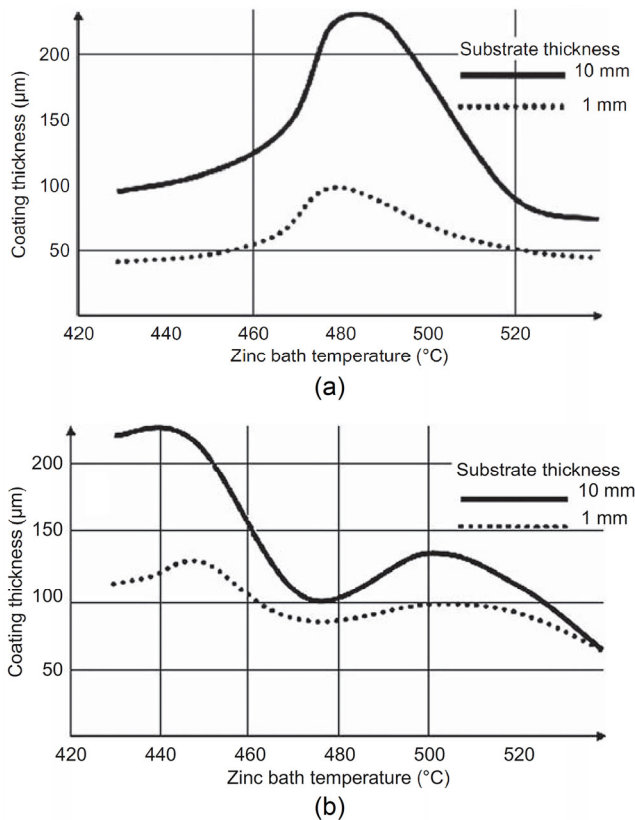 Coating thickness (µm)
200
150
100
50
Substrate thickness
10 mm
1 mm
420 440 460 480 500 520
Zinc bath temperature (°C)
(a)
Coating thickness (µm)
200
150
100
50
Substrate thickness
10 mm
1 mm
420 440 460 480 500 520
Zinc bath temperature (°C)
(b)